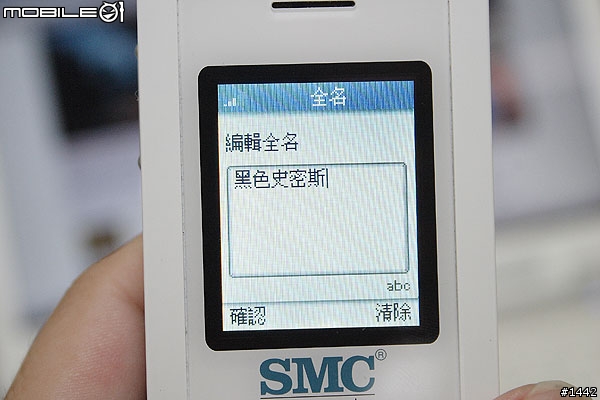 MOBILE01
全名
編輯全名
黑色史密斯
abc
確認 清除
SMC®
#1442